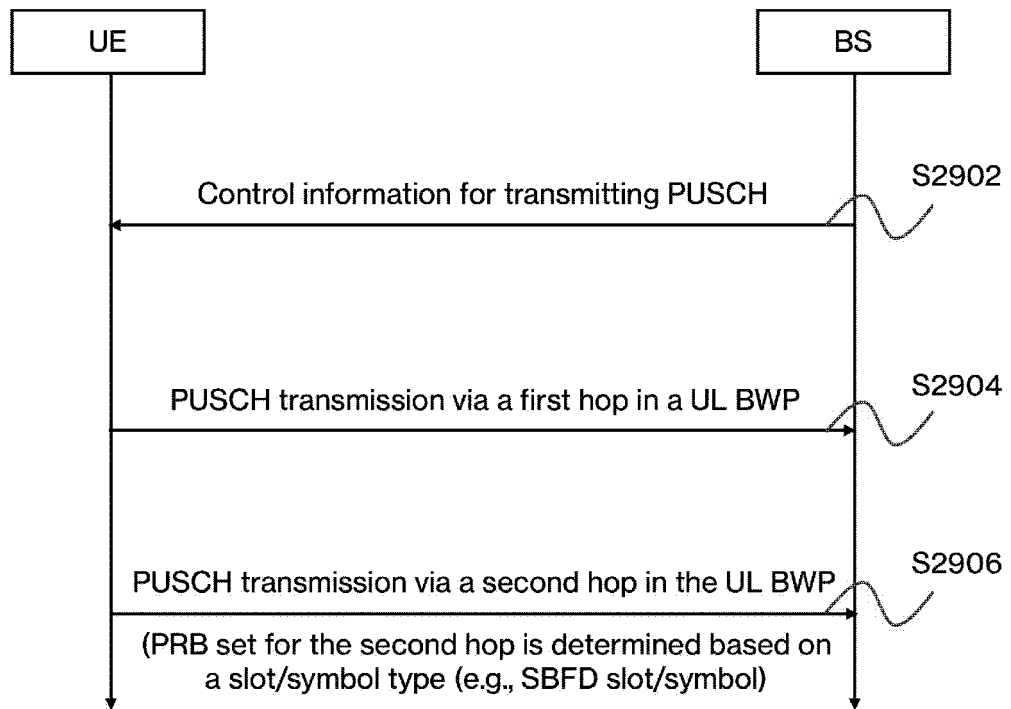 UE
BS
S2902
Control information for transmitting PUSCH
S2904
PUSCH transmission via a first hop in a UL BWP
S2906
PUSCH transmission via a second hop in the UL BWP
(PRB set for the second hop is determined based on
a slot/symbol type (e.g., SBFD slot/symbol)